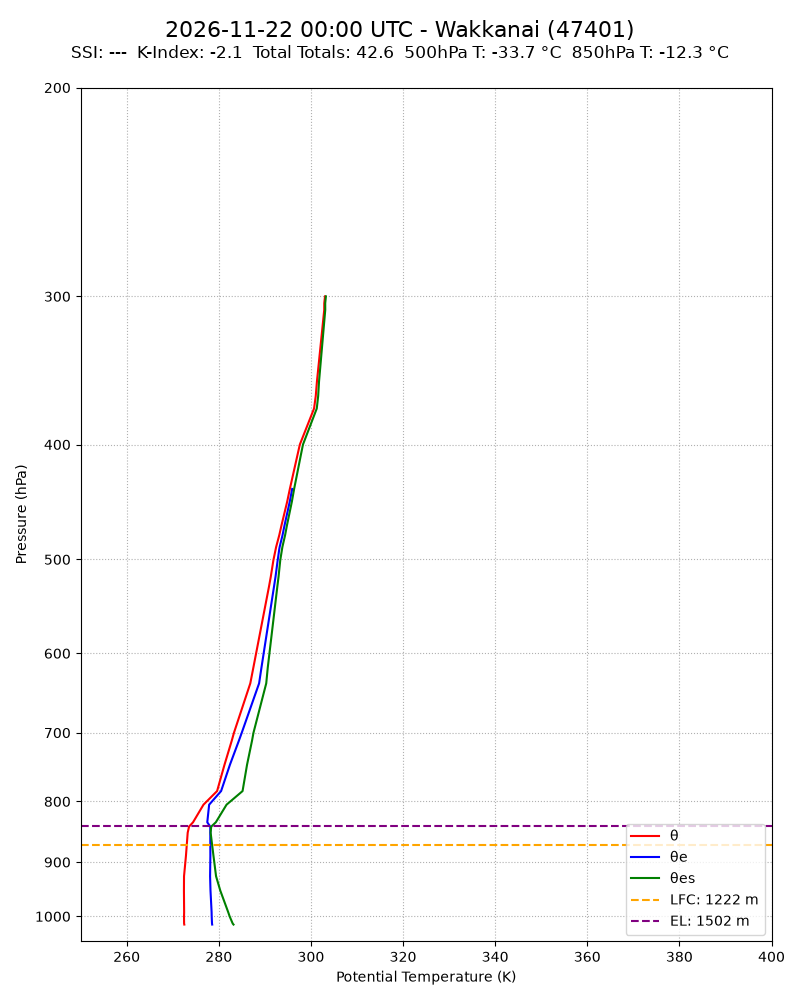 2026-11-22 00:00 UTC - Wakkanai (47401)
SSI: --- K-Index: -2.1 Total Totals: 42.6 500hPa T: -33.7 °C 850hPa T: -12.3 °C
200
300
400
500
600
700
800
900
1000
Pressure (hPa)
θ
θe
θes
LFC: 1222 m
EL: 1502 m
260 280 300 320 340 360 380 400
Potential Temperature (K)